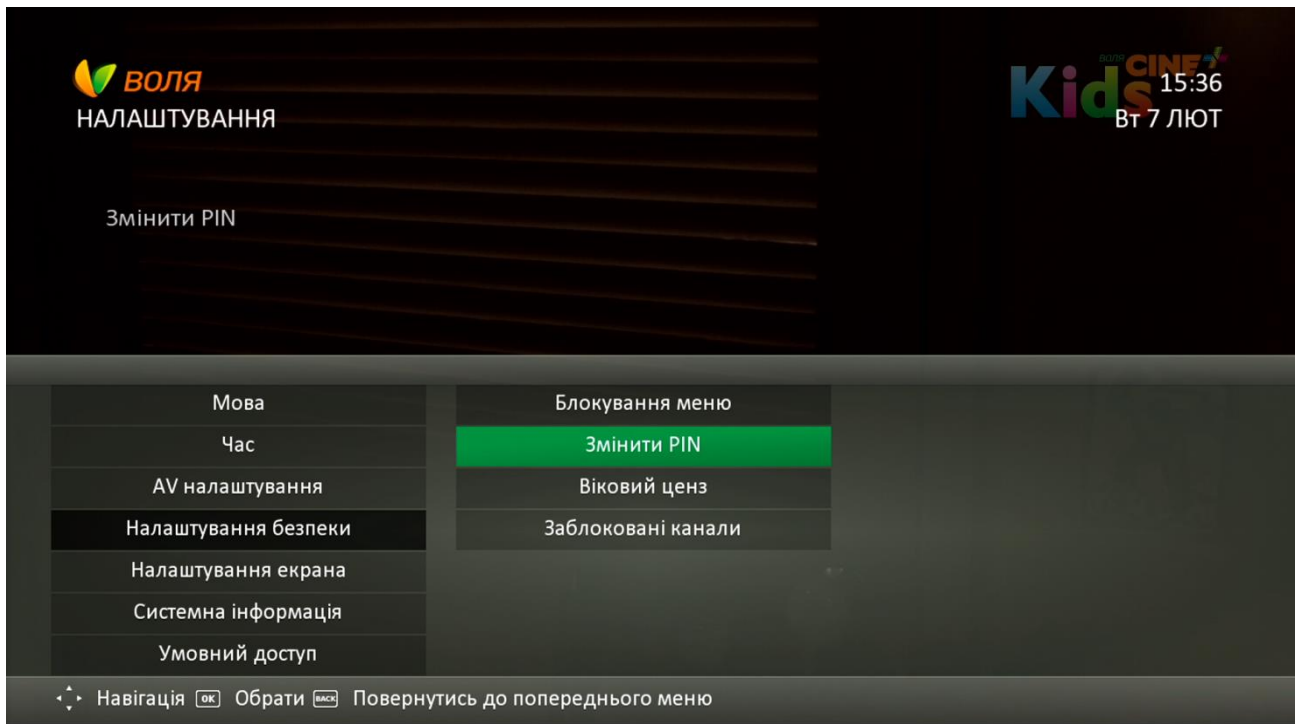 ВОЛЯ
НАЛАШТУВАННЯ
ВОЛЯ CINE+
Kids
15:36
Вт 7 ЛЮТ
Змінити PIN
Мова
Час
AV налаштування
Налаштування безпеки
Налаштування екрана
Системна інформація
Умовний доступ
Блокування меню
Змінити PIN
Віковий ценз
Заблоковані канали
Навігація OK Обрати BACK Повернутись до попереднього меню